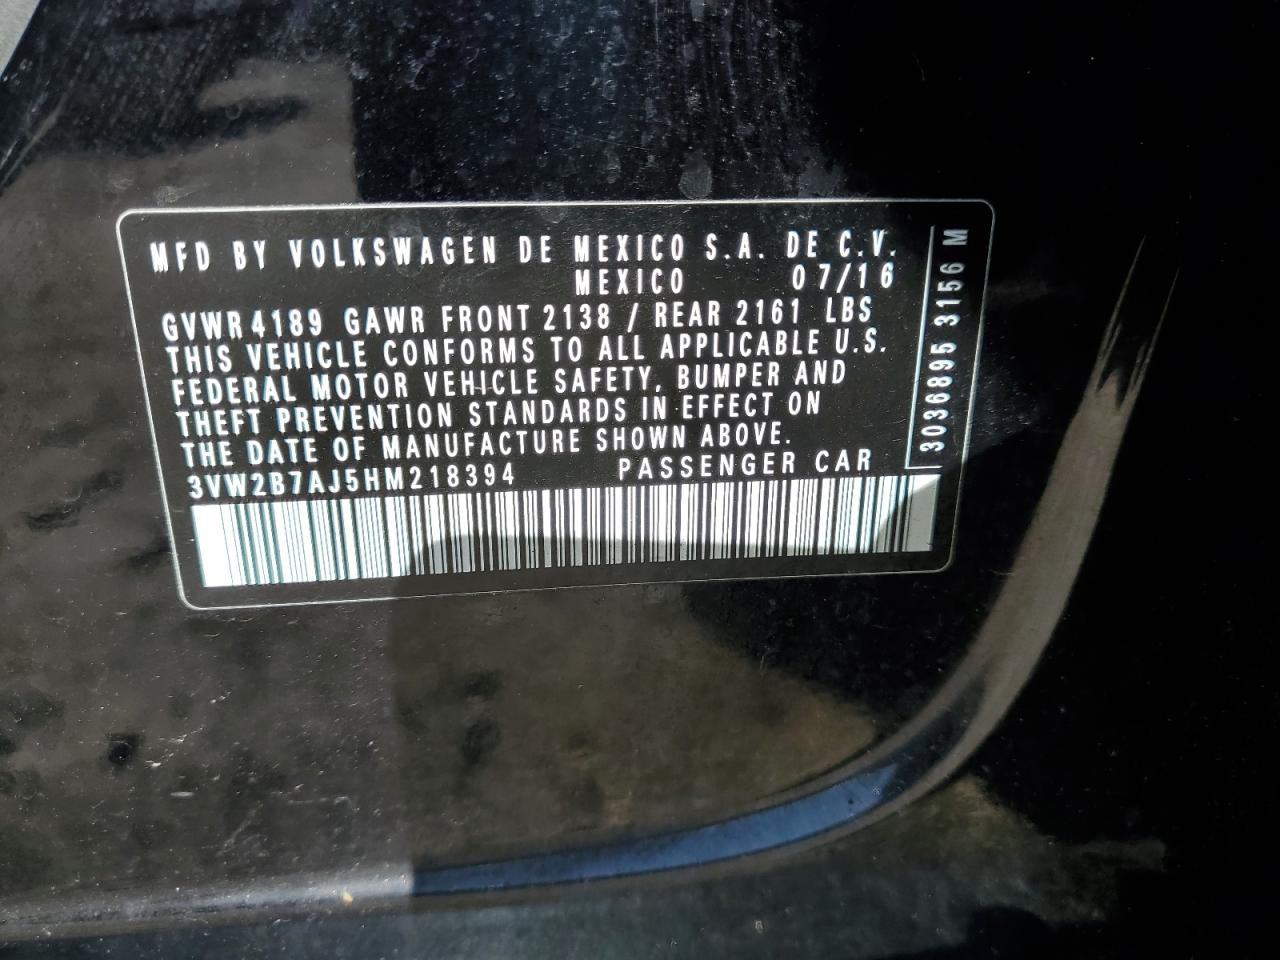 MFD BY VOLKSWAGEN DE MEXICO S.A. DE C.V.
MEXICO 07/16
GVWR 4189 GAWR FRONT 2138 / REAR 2161 LBS
THIS VEHICLE CONFORMS TO ALL APPLICABLE U.S.
FEDERAL MOTOR VEHICLE SAFETY, BUMPER AND
THEFT PREVENTION STANDARDS IN EFFECT ON
THE DATE OF MANUFACTURE SHOWN ABOVE.
3VW2B7AJ5HM218394 PASSENGER CAR
3036895 3156 M